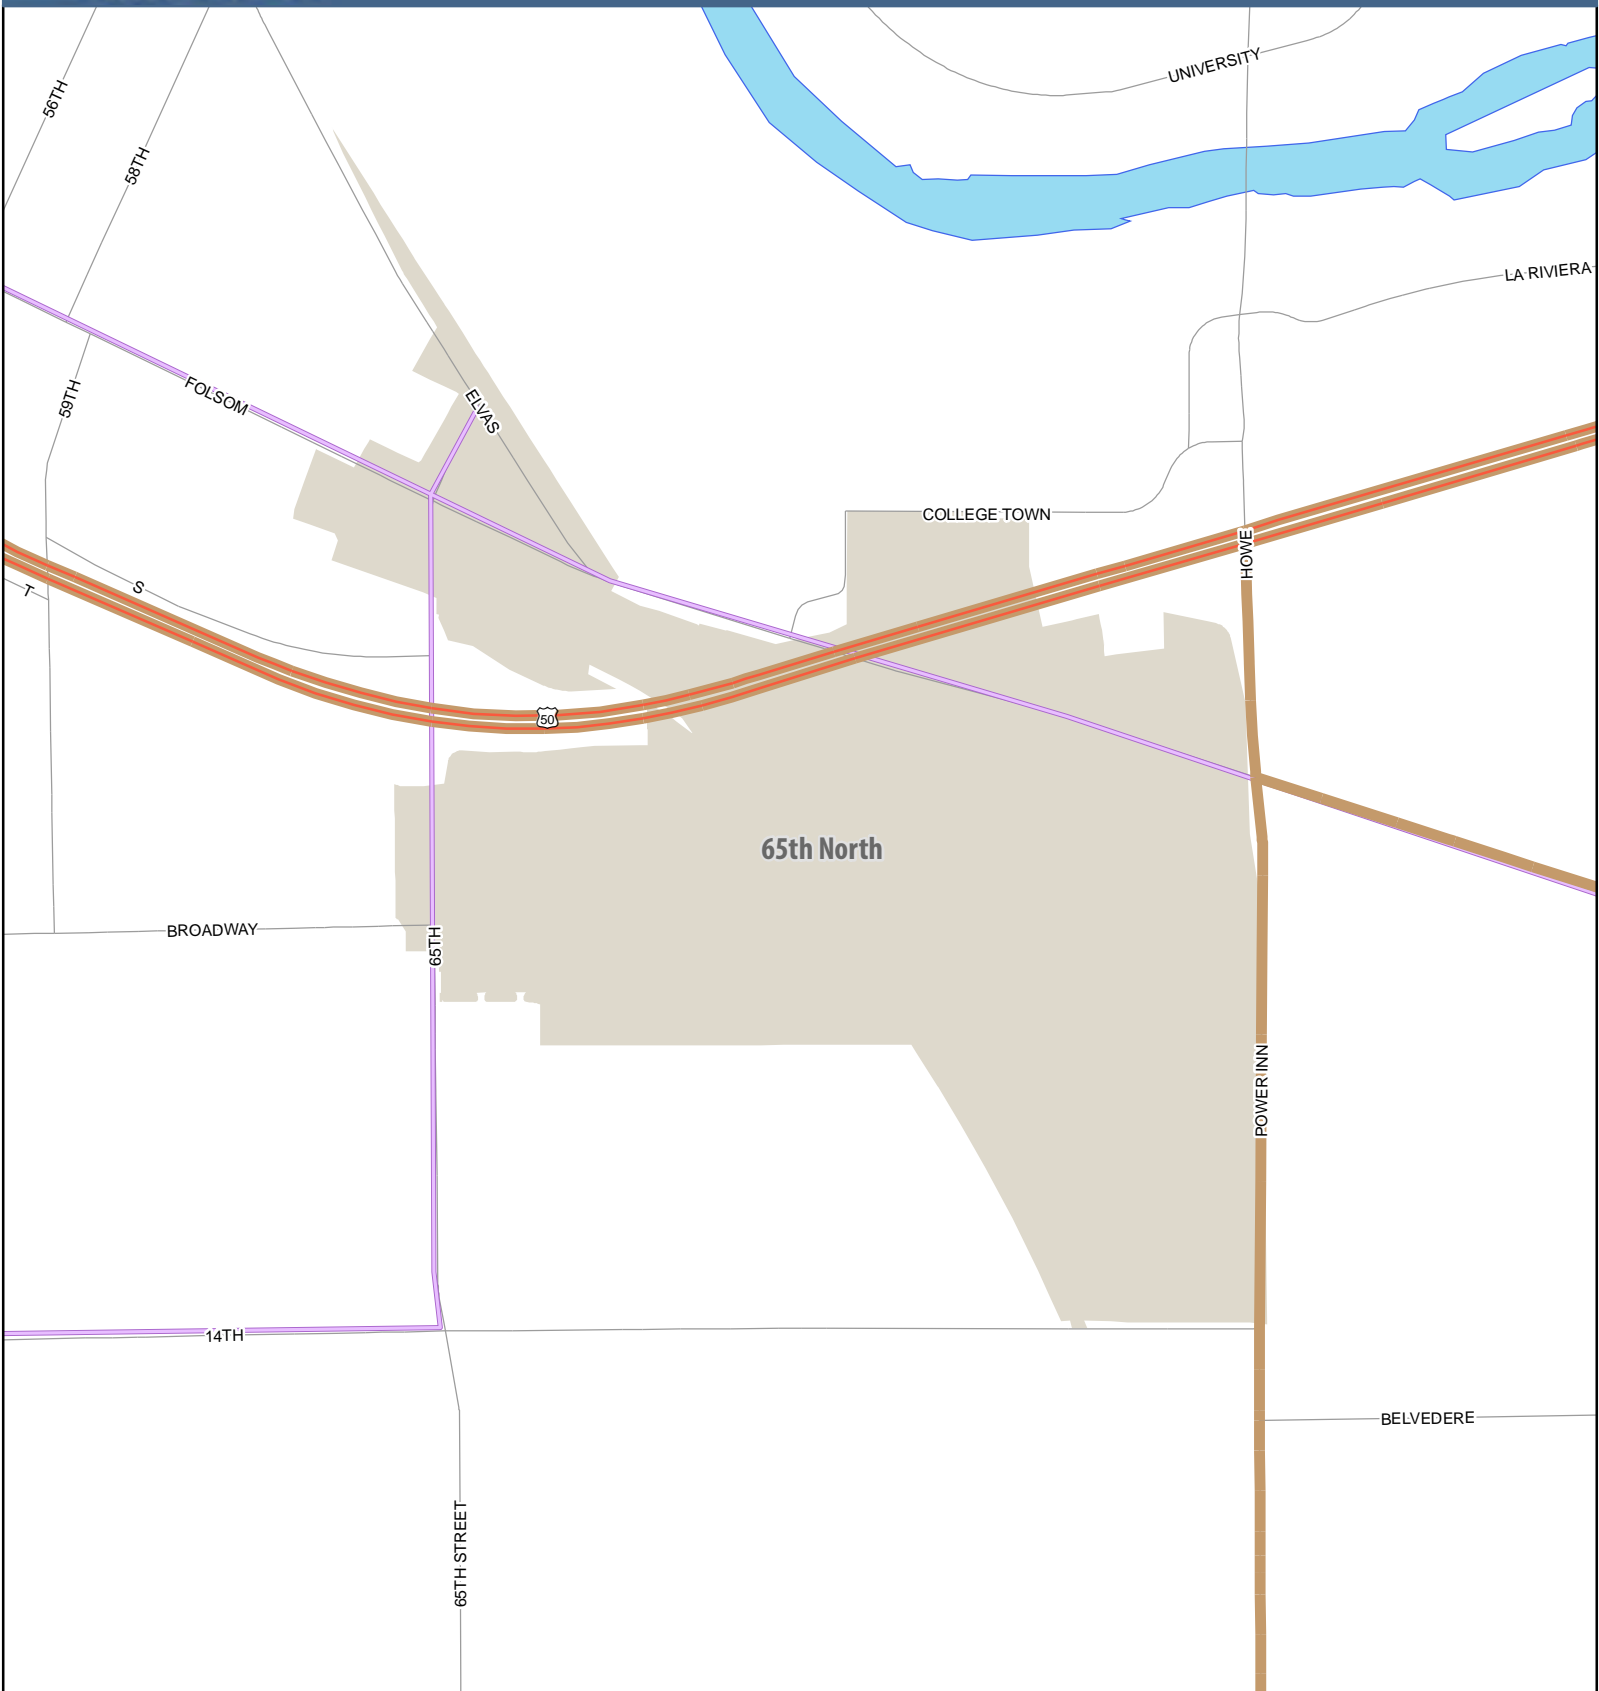 UNIVERSITY
56TH
58TH
LA RIVIERA
59TH
FOLSOM
ELVAS
COLLEGE TOWN
HOWE
S
T
50
65th North
BROADWAY
65TH
POWER INN
14TH
BELVEDERE
65TH STREET